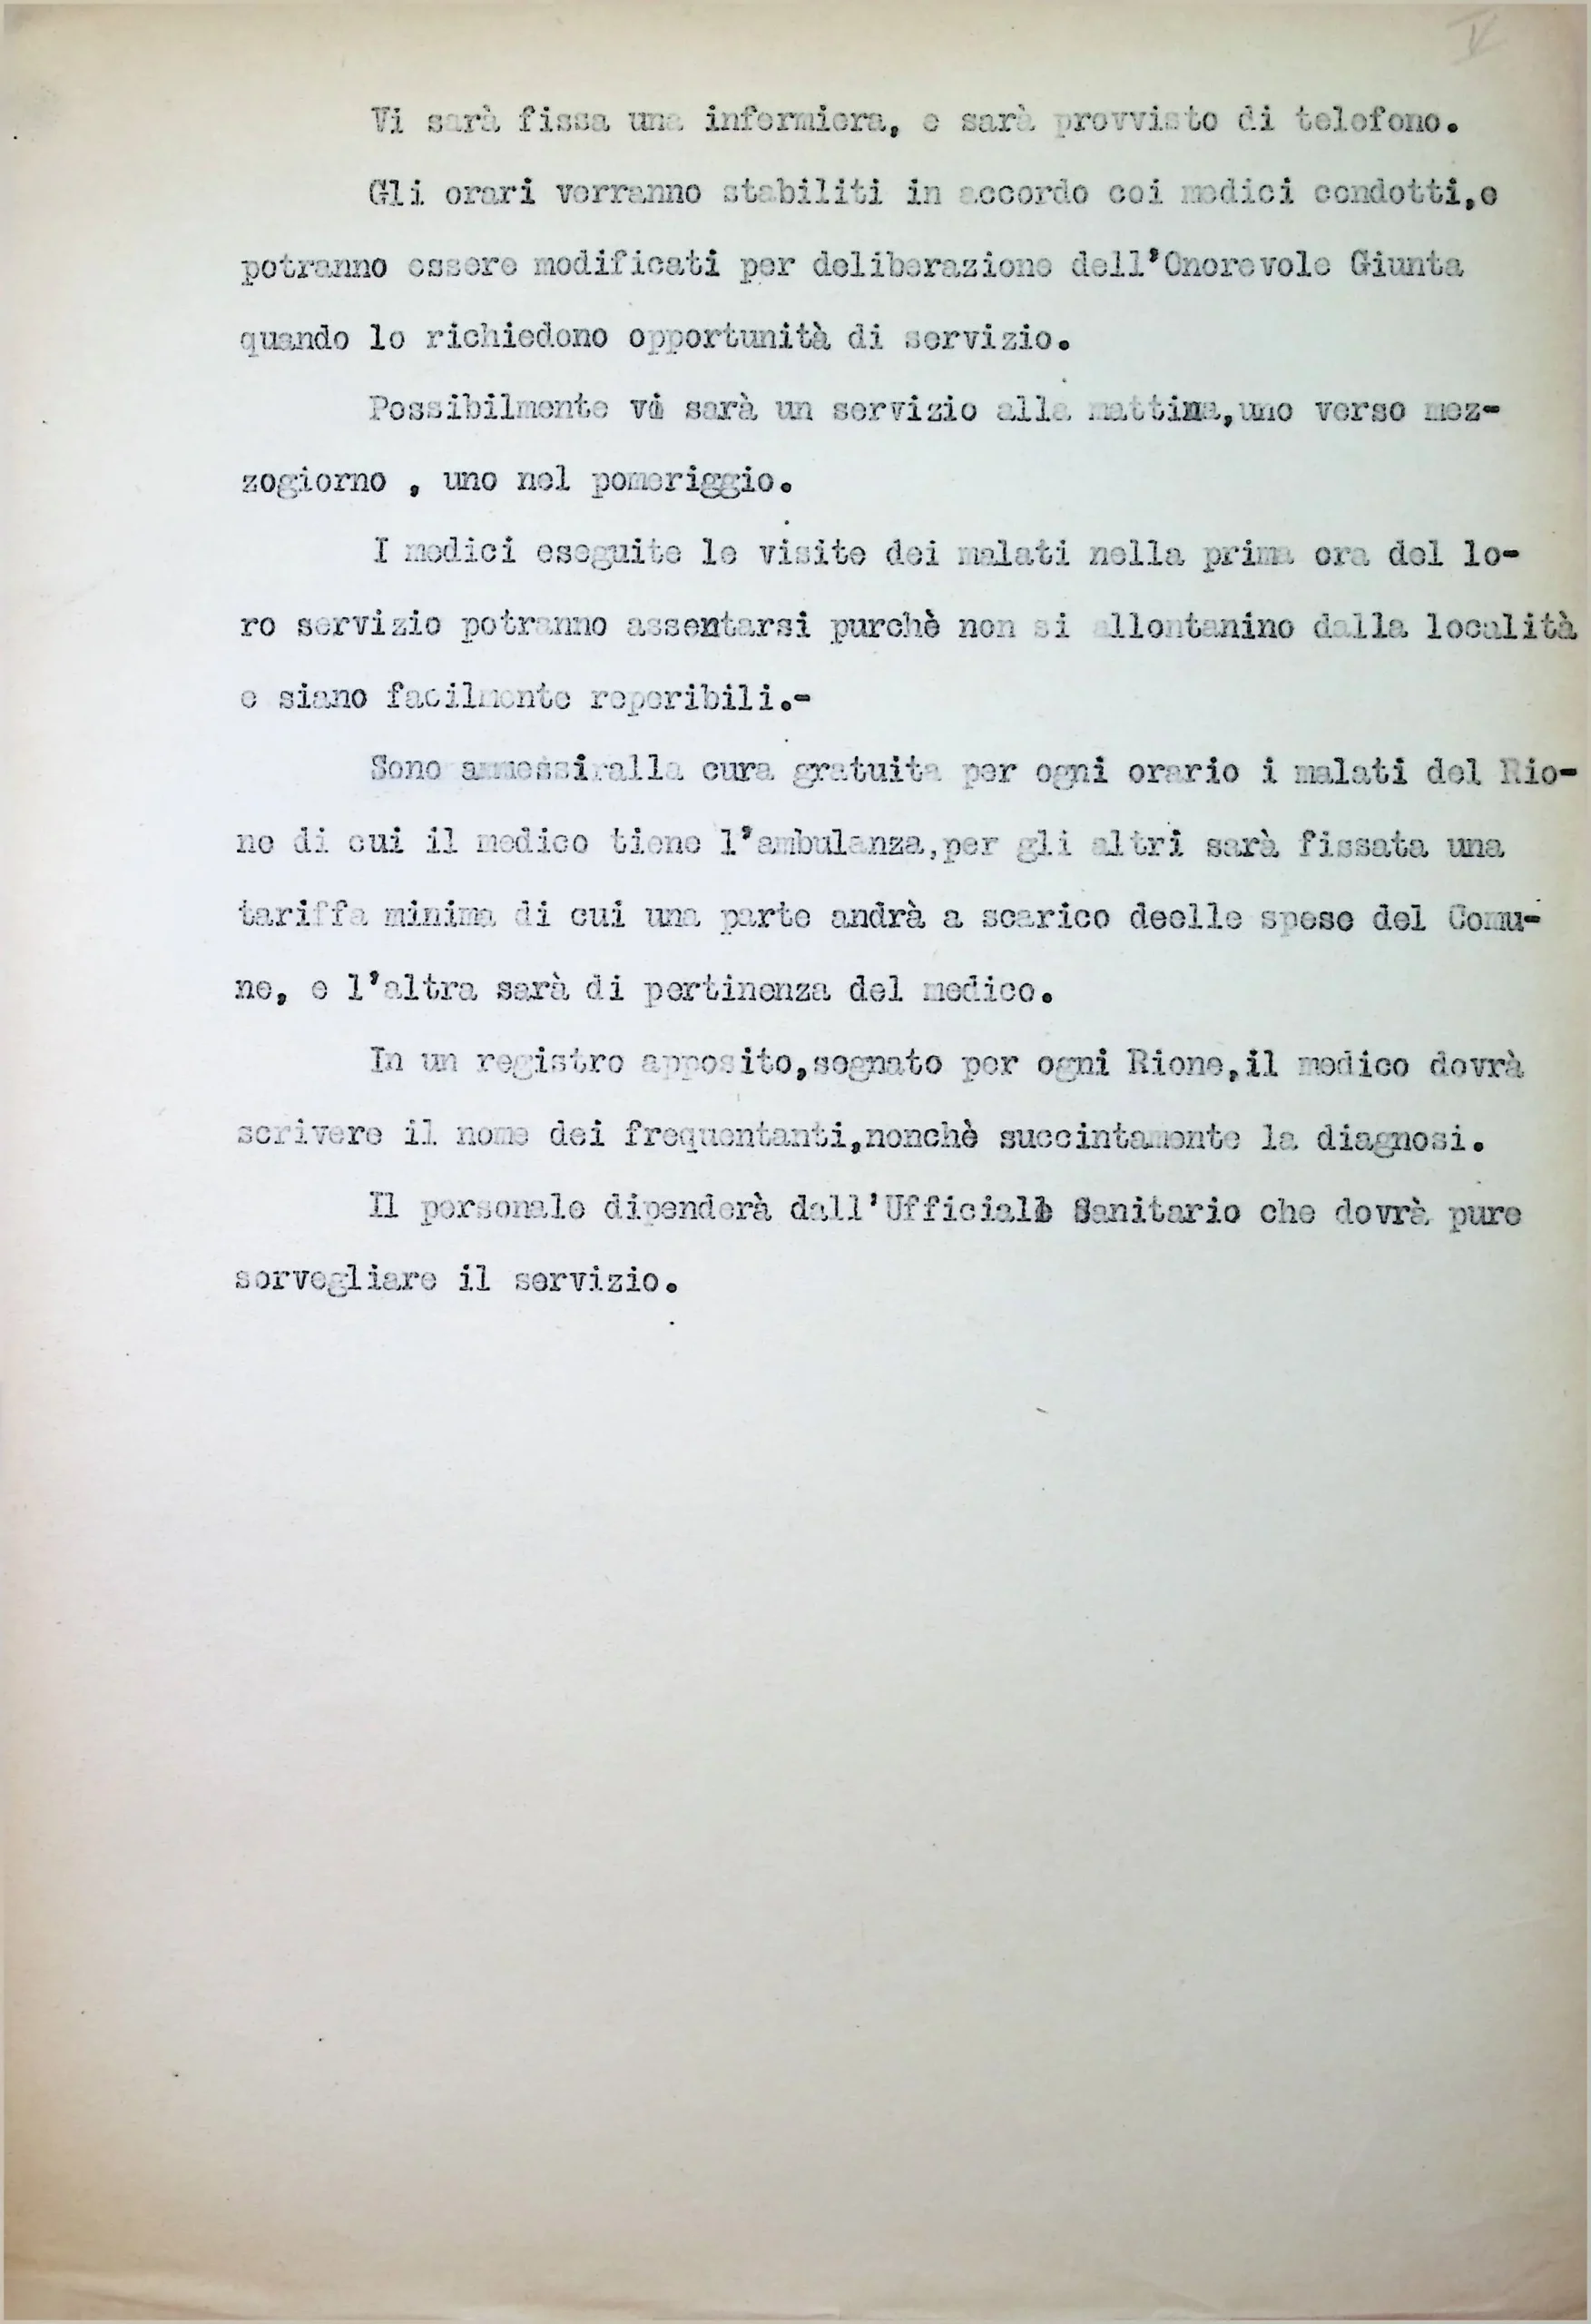 V
Vi sarà fissa una infermiera, e sarà provvisto di telefono.
Gli orari verranno stabiliti in accordo coi medici condotti,e
potranno essere modificati per deliberazione dell'Onorevole Giunta
quando lo richiedono opportunità di servizio.
Possibilmente vi sarà un servizio alla mattina,uno verso mez-
zogiorno , uno nel pomeriggio.
I medici eseguite le visite dei malati nella prima ora del lo-
ro servizio potranno assentarsi purchè non si allontanino dalla località
e siano facilmente reperibili.-
Sono ammessi alla cura gratuita per ogni orario i malati del Rio-
ne di cui il medico tiene l'ambulanza,per gli altri sarà fissata una
tariffa minima di cui una parte andrà a scarico deelle spese del Comu-
ne, e l'altra sarà di pertinenza del medico.
In un registro apposito,segnato per ogni Rione,il medico dovrà
scrivere il nome dei frequentanti,nonchè succintamente la diagnosi.
Il personale dipenderà dall'Ufficiale Sanitario che dovrà pure
sorvegliare il servizio.